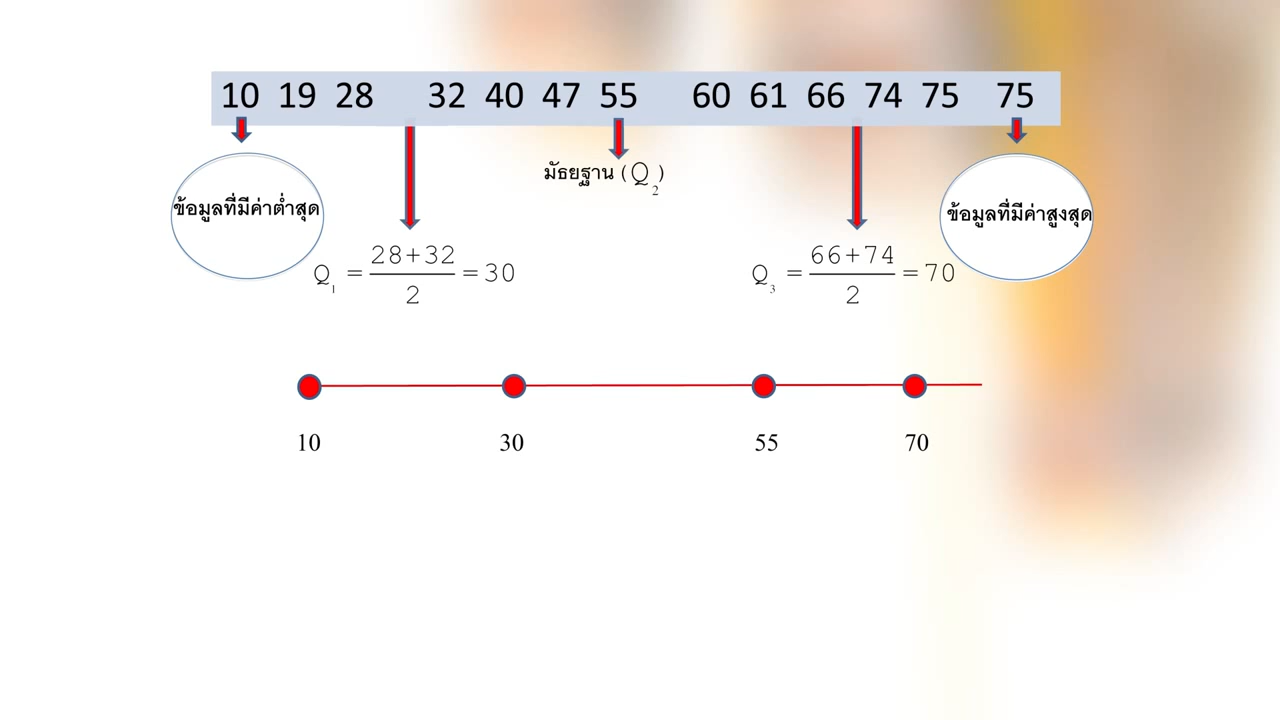 10 19 28 32 40 47 55 60 61 66 74 75 75
มัธยฐาน (Q₂)
ข้อมูลที่มีค่าต่ำสุด
ข้อมูลที่มีค่าสูงสุด
Q₁ = (28+32)/2 = 30
Q₃ = (66+74)/2 = 70
10 30 55 70